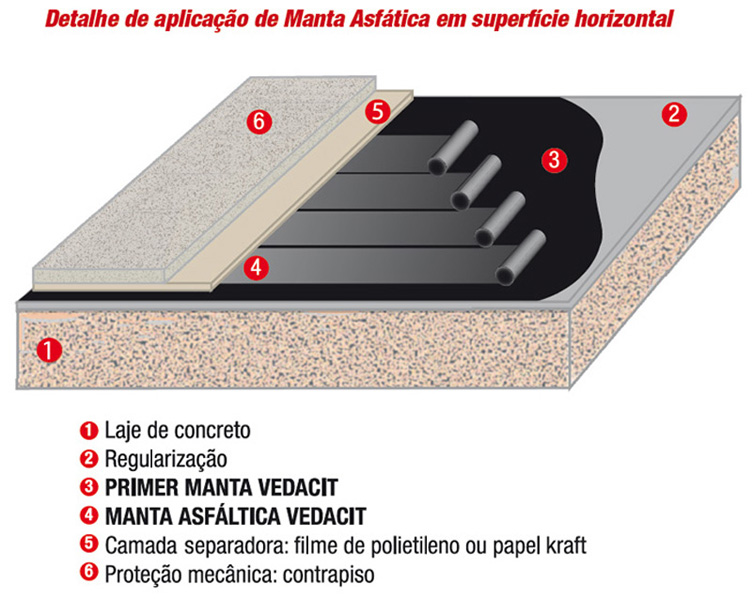 Detalhe de aplicação de Manta Asfática em superfície horizontal
6
5
2
3
4
1
1 Laje de concreto
2 Regularização
3 PRIMER MANTA VEDACIT
4 MANTA ASFÁLTICA VEDACIT
5 Camada separadora: filme de polietileno ou papel kraft
6 Proteção mecânica: contrapiso